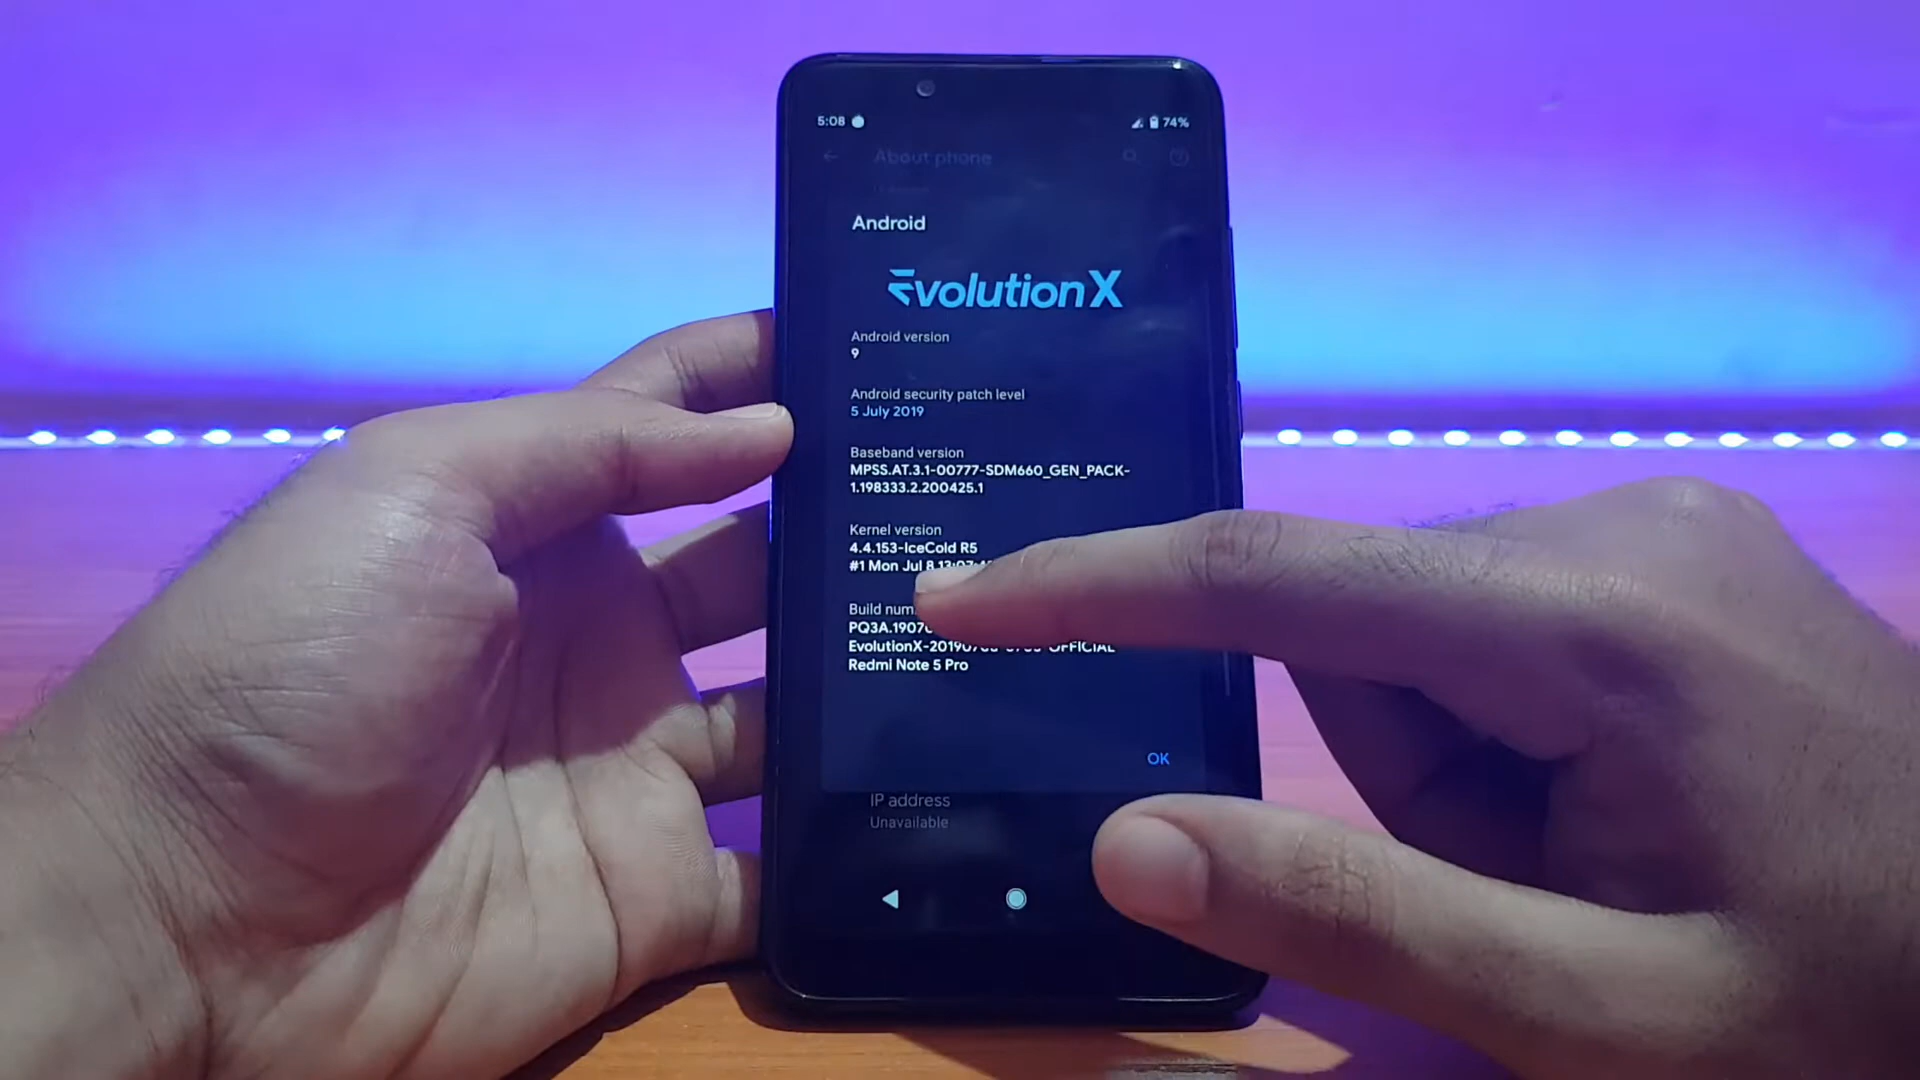 5:08 74%
About phone
Android
EvolutionX
Android version
9
Android security patch level
5 July 2019
Baseband version
MPSS.AT.3.1-00777-SDM660_GEN_PACK-
1.198333.2.200425.1
Kernel version
4.4.153-IceCold R5
#1 Mon Jul 8
Build
Redmi Note 5 Pro
OK
IP address
Unavailable